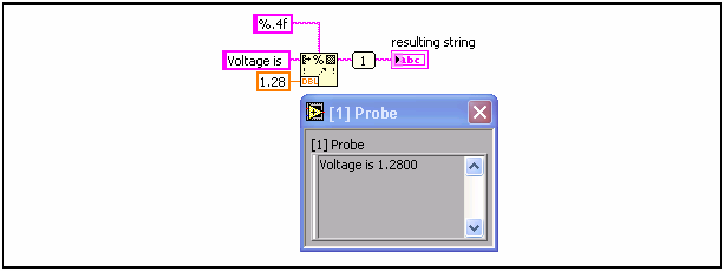 %.4f
resulting string
Voltage is
1
abc
1.28
DBL
[1] Probe
[1] Probe
Voltage is 1.2800